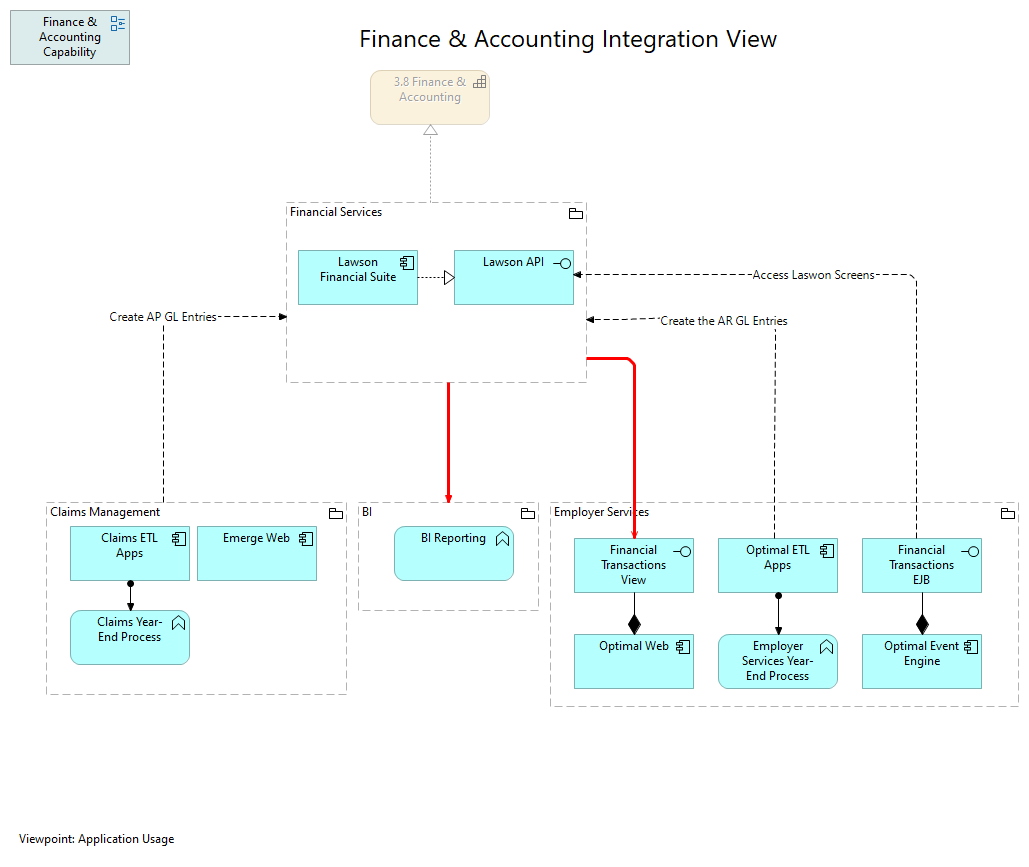 Finance &
Accounting
Capability
Finance & Accounting Integration View
3.8 Finance &
Accounting
Financial Services
Lawson
Financial Suite
Lawson API
Access Laswon Screens
Create AP GL Entries
Create the AR GL Entries
Claims Management
Claims ETL
Apps
Emerge Web
Claims Year-
End Process
BI
BI Reporting
Employer Services
Financial
Transactions
View
Optimal ETL
Apps
Financial
Transactions
EJB
Optimal Web
Employer
Services Year-
End Process
Optimal Event
Engine
Viewpoint: Application Usage